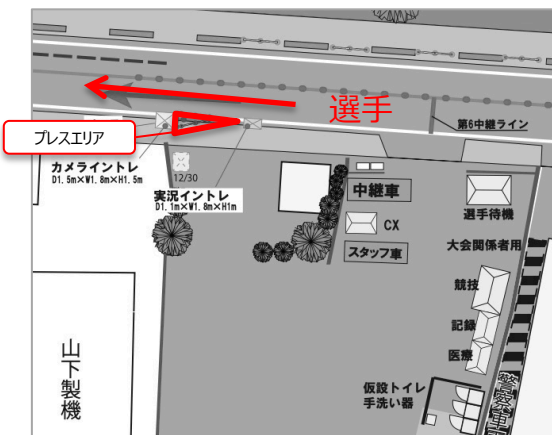 選手
第6中継ライン
プレスエリア
カメライントレ
D1.5m×W1.8m×H1.5m
12/30
実況イントレ
D1.1m×W1.8m×H1m
中継車
CX
スタッフ車
選手待機
大会関係者用
競技
記録
医療
山下製機
仮設トイレ
手洗い器
警察車